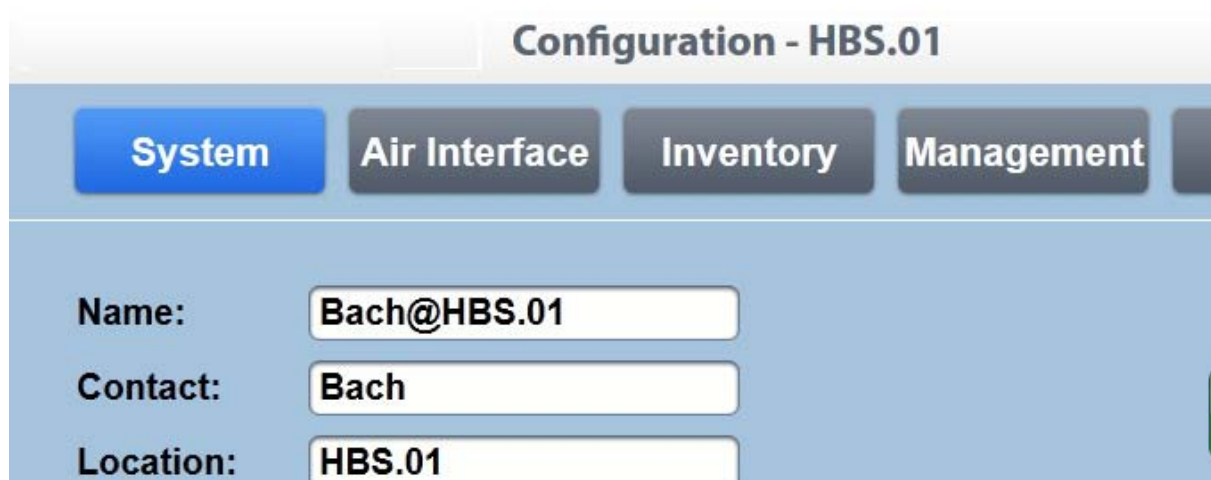 Configuration - HBS.01
System Air Interface Inventory Management
Name: Bach@HBS.01
Contact: Bach
Location: HBS.01